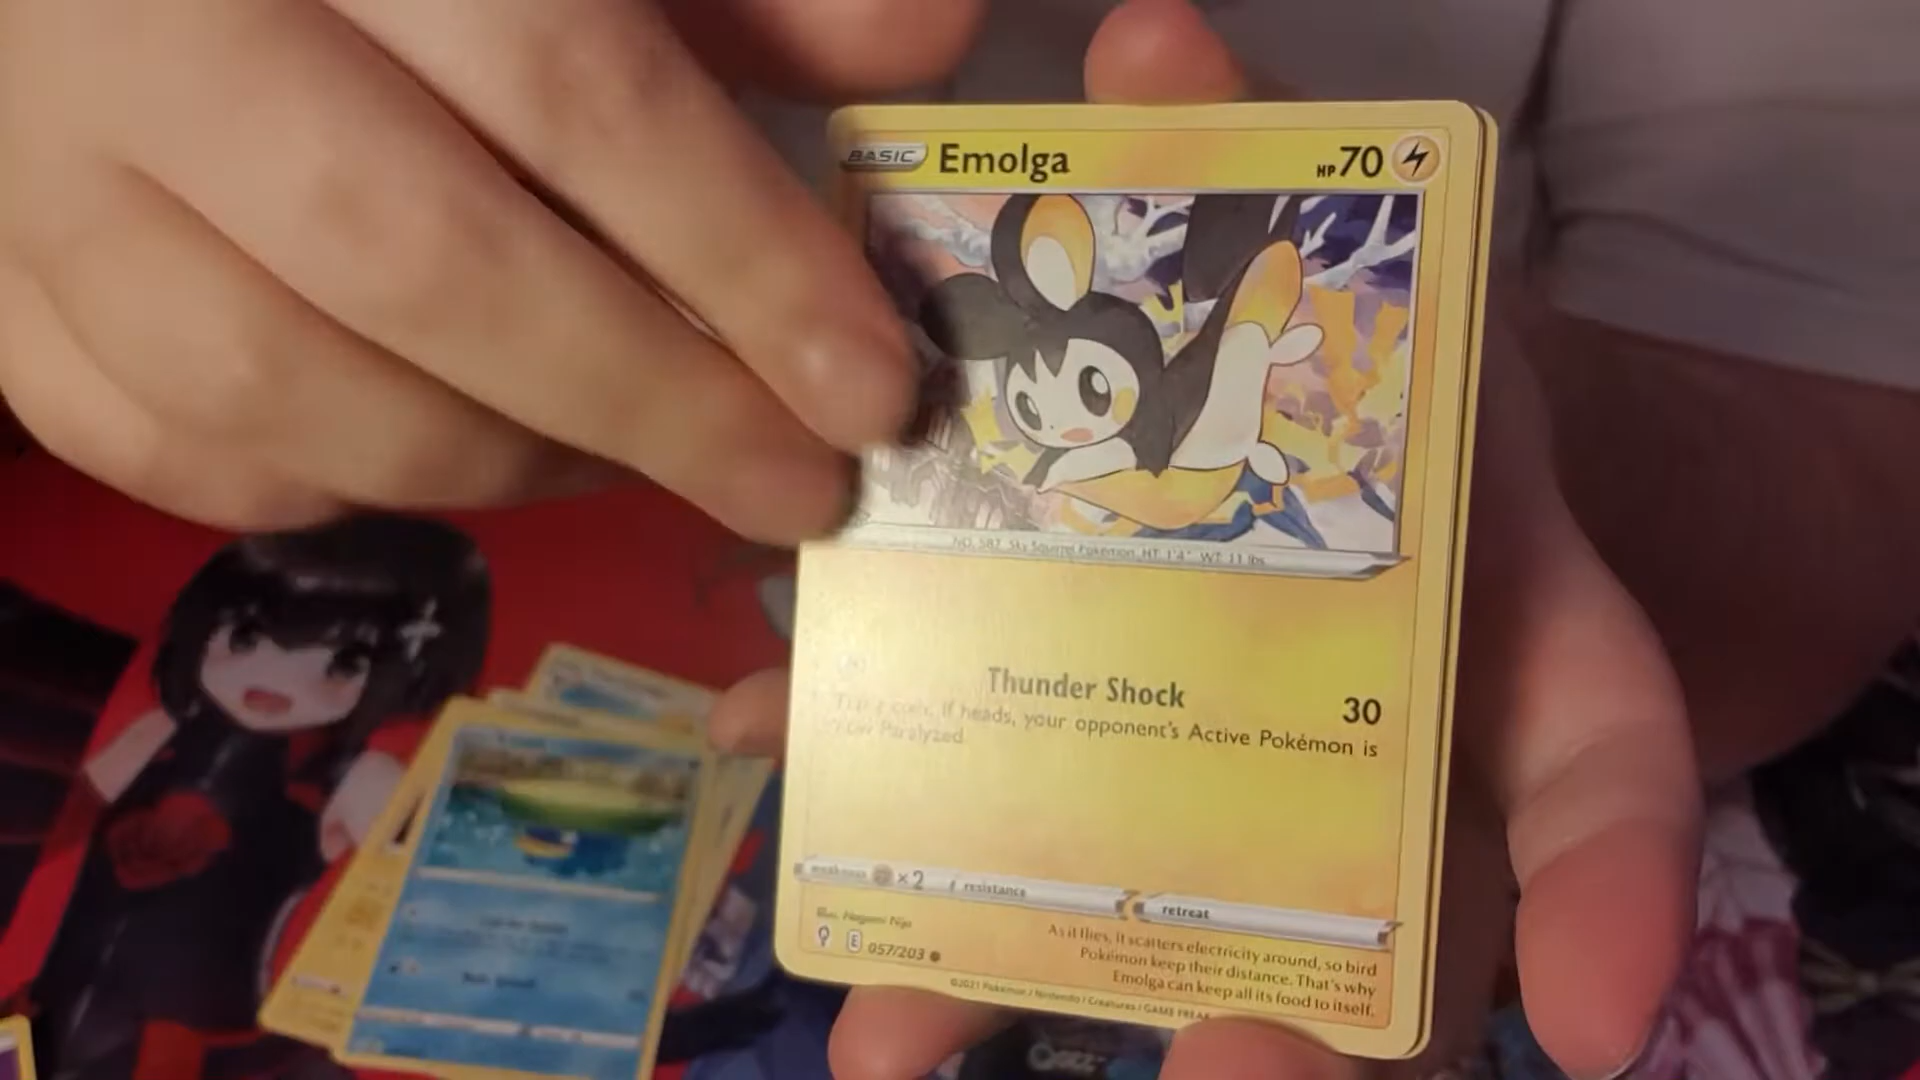 BASIC Emolga HP 70
NO. 587 Sky Squirrel Pokémon HT: 1'4" WT: 11 lbs
Thunder Shock 30
coin. If heads, your opponent's Active Pokémon is
now Paralyzed.
weakness ×2 resistance retreat
Illus. Nagomi Nijo
E 057/203
As it flies, it scatters electricity around, so bird
Pokémon keep their distance. That's why
Emolga can keep all its food to itself.
©2021 Pokémon / Nintendo / Creatures / GAME FREAK